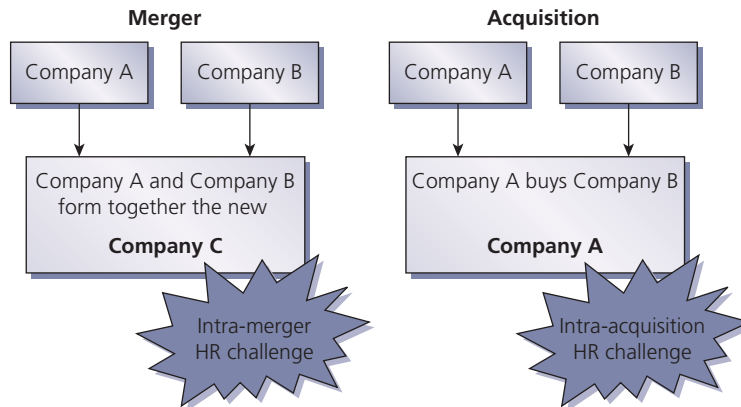 Merger
Company A
Company B
Company A and Company B
form together the new
Company C
Intra-merger
HR challenge
Acquisition
Company A
Company B
Company A buys Company B
Company A
Intra-acquisition
HR challenge